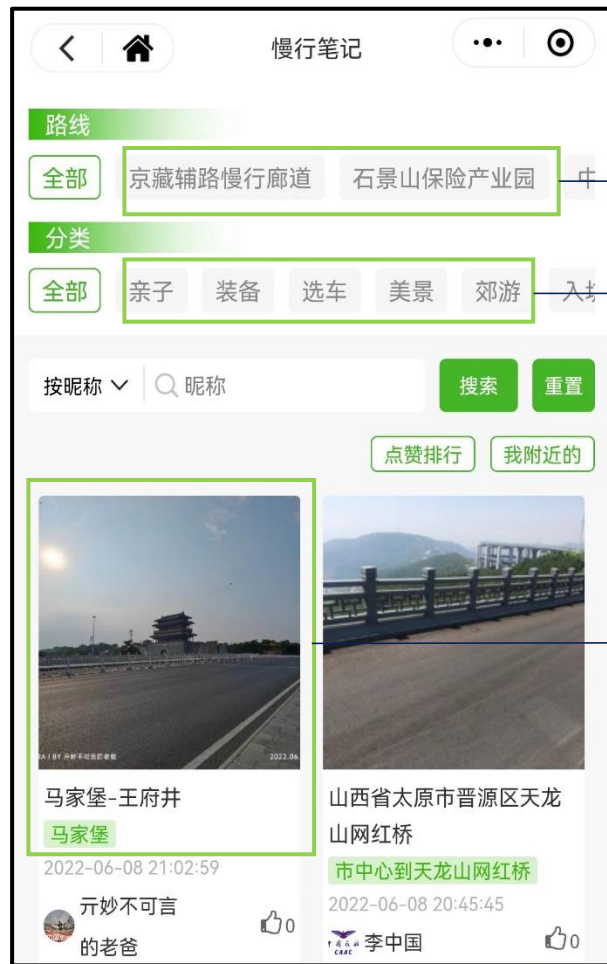 慢行笔记
路线
全部 京藏辅路慢行廊道 石景山保险产业园 中
分类
全部 亲子 装备 选车 美景 郊游
按昵称 昵称 搜索 重置
点赞排行 我附近的
马家堡-王府井
马家堡
2022-06-08 21:02:59
亓妙不可言
的老爸
0
山西省太原市晋源区天龙
山网红桥
市中心到天龙山网红桥
2022-06-08 20:45:45
李中国
0